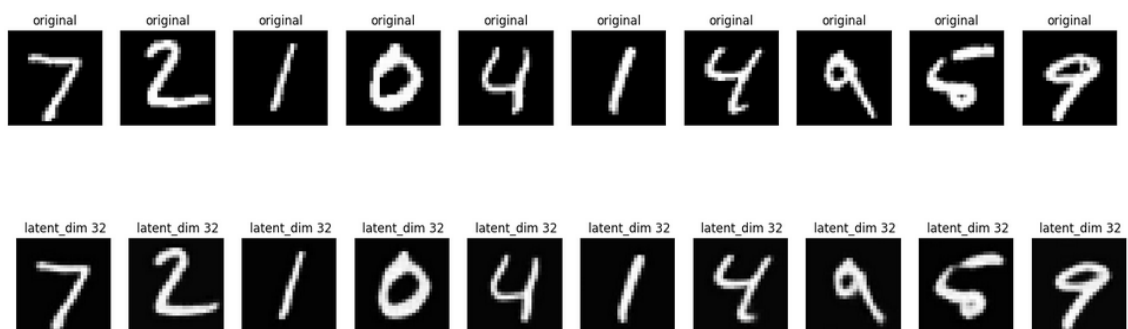 original original original original original original original original original original
7 2 1 0 4 1 4 9 5 9
latent_dim 32 latent_dim 32 latent_dim 32 latent_dim 32 latent_dim 32 latent_dim 32 latent_dim 32 latent_dim 32 latent_dim 32 latent_dim 32
7 2 1 0 4 1 4 9 5 9